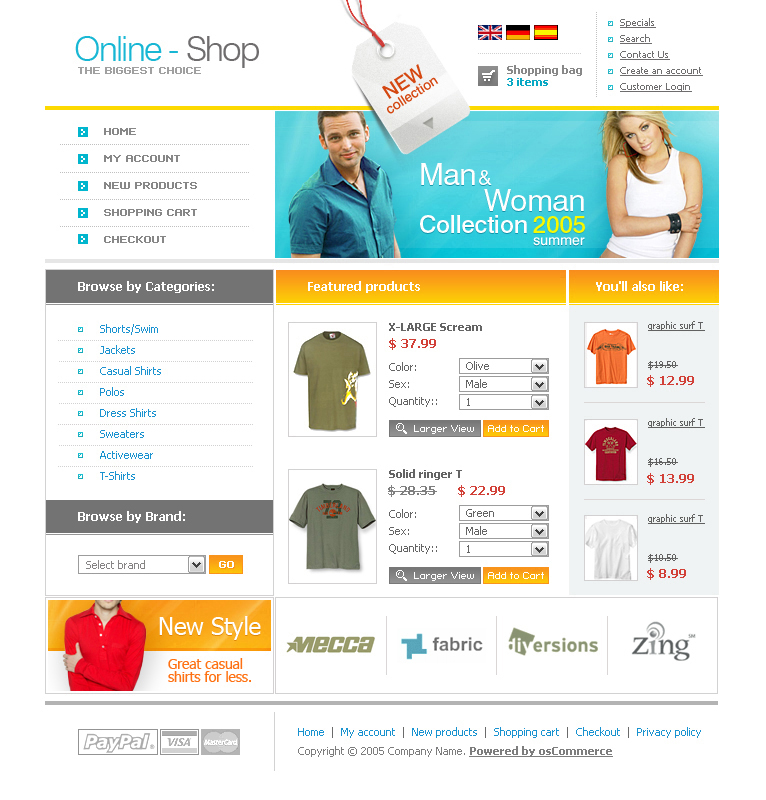 Online - Shop
THE BIGGEST CHOICE
NEW
collection
Shopping bag
3 items
Specials
Search
Contact Us
Create an account
Customer Login
HOME
MY ACCOUNT
NEW PRODUCTS
SHOPPING CART
CHECKOUT
Man &
Woman
Collection 2005
summer
Browse by Categories:
Shorts/Swim
Jackets
Casual Shirts
Polos
Dress Shirts
Sweaters
Activewear
T-Shirts
Browse by Brand:
Select brand
GO
Featured products
X-LARGE Scream
$ 37.99
Color: Olive
Sex: Male
Quantity:: 1
Larger View Add to Cart
Solid ringer T
$ 28.35 $ 22.99
Color: Green
Sex: Male
Quantity:: 1
Larger View Add to Cart
You'll also like:
graphic surf T
$19.50
$ 12.99
graphic surf T
$16.50
$ 13.99
graphic surf T
$10.50
$ 8.99
New Style
Great casual
shirts for less.
MECCA
fabric
diversions
Zing
Home | My account | New products | Shopping cart | Checkout | Privacy policy
Copyright © 2005 Company Name. Powered by osCommerce
PayPal VISA MasterCard